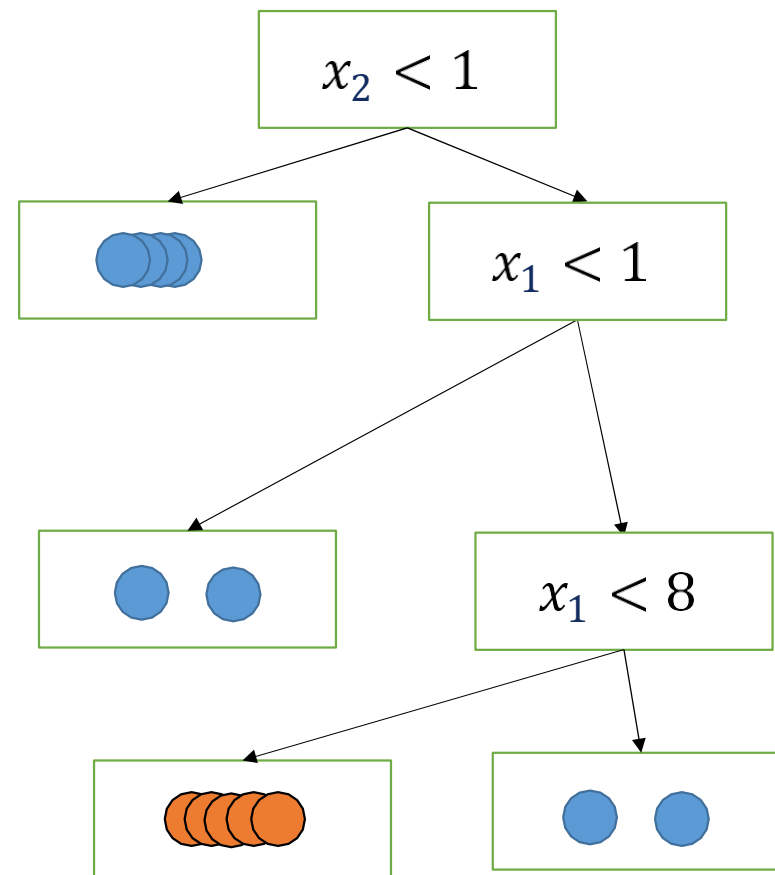 x₂ < 1
x₁ < 1
x₁ < 8